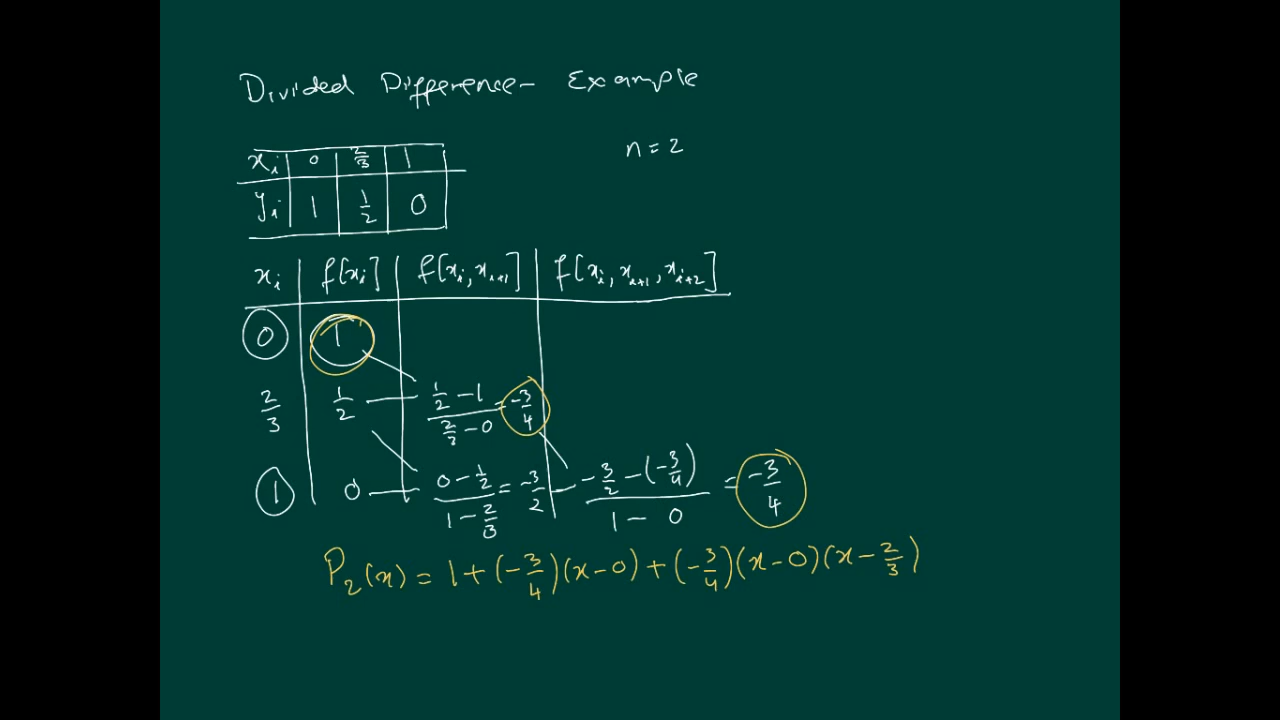 Divided Difference - Example
n = 2
xᵢ | 0 | 2/3 | 1
yᵢ | 1 | 1/2 | 0
xᵢ | f[xᵢ] | f[xᵢ, xᵢ₊₁] | f[xᵢ, xᵢ₊₁, xᵢ₊₂]
0 | 1
2/3 | 1/2 | (1/2 - 1)/(2/3 - 0) = -3/4
1 | 0 | (0 - 1/2)/(1 - 2/3) = -3/2 | (-3/2 - (-3/4))/(1 - 0) = -3/4
P₂(x) = 1 + (-3/4)(x - 0) + (-3/4)(x - 0)(x - 2/3)